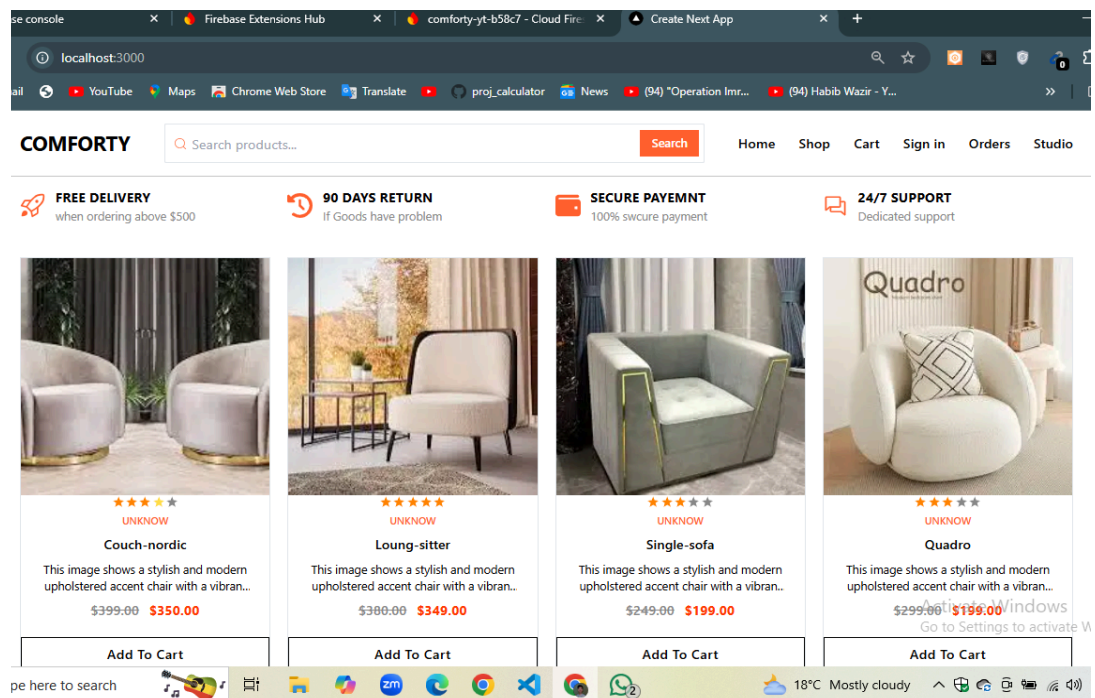 se console
Firebase Extensions Hub
comforty-yt-b58c7 - Cloud Fire
Create Next App
localhost:3000
ail
YouTube
Maps
Chrome Web Store
Translate
proj_calculator
News
(94) "Operation Imr...
(94) Habib Wazir - Y...
0
COMFORTY
Search products...
Search
Home Shop Cart Sign in Orders Studio
FREE DELIVERY
when ordering above $500
90 DAYS RETURN
If Goods have problem
SECURE PAYEMNT
100% swcure payment
24/7 SUPPORT
Dedicated support
Quadro
UNKNOW
Couch-nordic
This image shows a stylish and modern
upholstered accent chair with a vibran...
$399.00 $350.00
Add To Cart
UNKNOW
Loung-sitter
This image shows a stylish and modern
upholstered accent chair with a vibran...
$380.00 $349.00
Add To Cart
UNKNOW
Single-sofa
This image shows a stylish and modern
upholstered accent chair with a vibran...
$249.00 $199.00
Add To Cart
UNKNOW
Quadro
This image shows a stylish and modern
upholstered accent chair with a vibran...
$299.00 $199.00
Add To Cart
Activate Windows
Go to Settings to activate W
pe here to search
zm
2
18°C Mostly cloudy